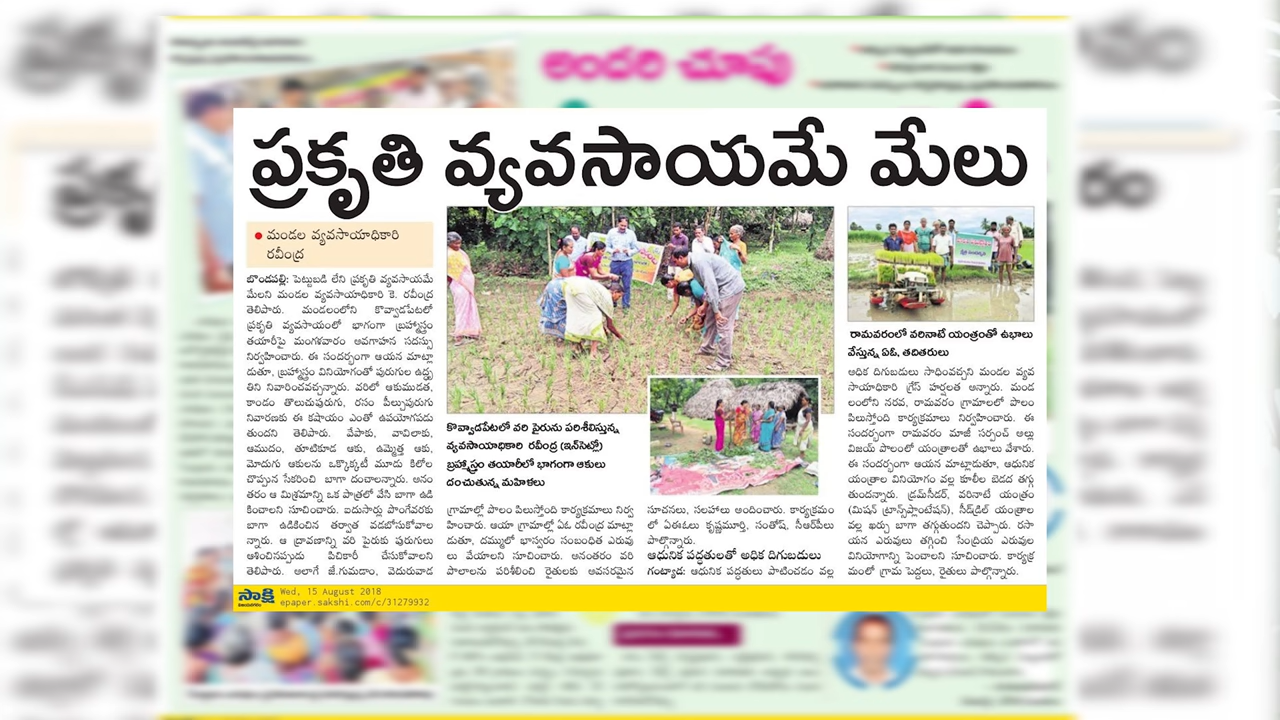 అందరి చూపు
ప్రకృతి వ్యవసాయమే మేలు
● మండల వ్యవసాయాధికారి
రవీంద్ర
బొండపల్లి: పెట్టుబడి లేని ప్రకృతి వ్యవసాయమే
మేలని మండల వ్యవసాయాధికారి కె. రవీంద్ర
తెలిపారు. మండలంలోని కొవ్వాడపేటలో
ప్రకృతి వ్యవసాయంలో భాగంగా బ్రహ్మాస్త్రం
తయారీపై మంగళవారం అవగాహన సదస్సు
నిర్వహించారు. ఈ సందర్భంగా ఆయన మాట్లా
డుతూ, బ్రహ్మాస్త్రం వినియోగంతో పురుగుల ఉధృ
తిని నివారించవచ్చన్నారు. వరిలో ఆకుముడత,
కాండం తొలుచుపురుగు, రసం పీల్చుపురుగు
నివారణకు ఈ కషాయం ఎంతో ఉపయోగపడు
తుందని తెలిపారు. వేపాకు, వావిలాకు,
ఆముదం, తూటికూడ ఆకు, ఉమ్మెత్త ఆకు,
మోదుగ ఆకులను ఒక్కొక్కటీ మూడు కిలోల
చొప్పున సేకరించి బాగా దంచాలన్నారు. అనం
తరం ఆ మిశ్రమాన్ని ఒక పాత్రలో వేసి బాగా ఉడి
కించాలని సూచించారు. ఐదుసార్లు పొంగేవరకు
బాగా ఉడికించిన తర్వాత వడబోసుకోవాల
న్నారు. ఆ ద్రావణాన్ని వరి పైరుకు పురుగులు
ఆశించినప్పుడు పిచికారీ చేసుకోవాలని
తెలిపారు. అలాగే జే.గుమడాం, వెదురువాడ
కొవ్వాడపేటలో వరి పైరును పరిశీలిస్తున్న
వ్యవసాయాధికారి రవీంద్ర (ఇన్‌సెట్లో)
బ్రహ్మాస్త్రం తయారీలో భాగంగా ఆకులు
దంచుతున్న మహిళలు
గ్రామాల్లో పొలం పిలుస్తోంది కార్యక్రమాలు నిర్వ
హించారు. ఆయా గ్రామాల్లో ఏఓ రవీంద్ర మాట్లా
డుతూ, దమ్ములో భాస్వరం సంబంధిత ఎరువు
లు వేయాలని సూచించారు. అనంతరం వరి
పొలాలను పరిశీలించి రైతులకు అవసరమైన
సూచనలు, సలహాలు అందించారు. కార్యక్రమం
లో ఏఈఓలు కృష్ణమూర్తి, సంతోష్, సీఆర్‌పీలు
పాల్గొన్నారు.
ఆధునిక పద్ధతులతో అధిక దిగుబడులు
గంట్యాడ: ఆధునిక పద్ధతులు పాటించడం వల్ల
రామవరంలో వరినాటే యంత్రంతో ఉభాలు
వేస్తున్న ఏఓ, తదితరులు
అధిక దిగుబడులు సాధించవచ్చని మండల వ్యవ
సాయాధికారి గ్రేస్ హర్షలత అన్నారు. మండ
లంలోని నరవ, రామవరం గ్రామాలలో పొలం
పిలుస్తోంది కార్యక్రమాలు నిర్వహించారు. ఈ
సందర్భంగా రామవరం మాజీ సర్పంచ్ అల్లు
విజయ్ పొలంలో యంత్రాలతో ఉభాలు వేశారు.
ఈ సందర్భంగా ఆయన మాట్లాడుతూ, ఆధునిక
యంత్రాల వినియోగం వల్ల కూలీల బెడద తగ్గ
తుందన్నారు. డ్రమ్‌సీడర్, వరినాటే యంత్రం
(మిషన్ ట్రాన్స్‌ప్లాంటేషన్), సీడ్‌డ్రిల్ యంత్రాల
వల్ల ఖర్చు బాగా తగ్గుతుందని చెప్పారు. రసా
యన ఎరువులు తగ్గించి సేంద్రియ ఎరువుల
వినియోగాన్ని పెంచాలని సూచించారు. కార్యక్ర
మంలో గ్రామ పెద్దలు, రైతులు పాల్గొన్నారు.
సాక్షి
విజయనగరం
Wed, 15 August 2018
epaper.sakshi.com/c/31279932